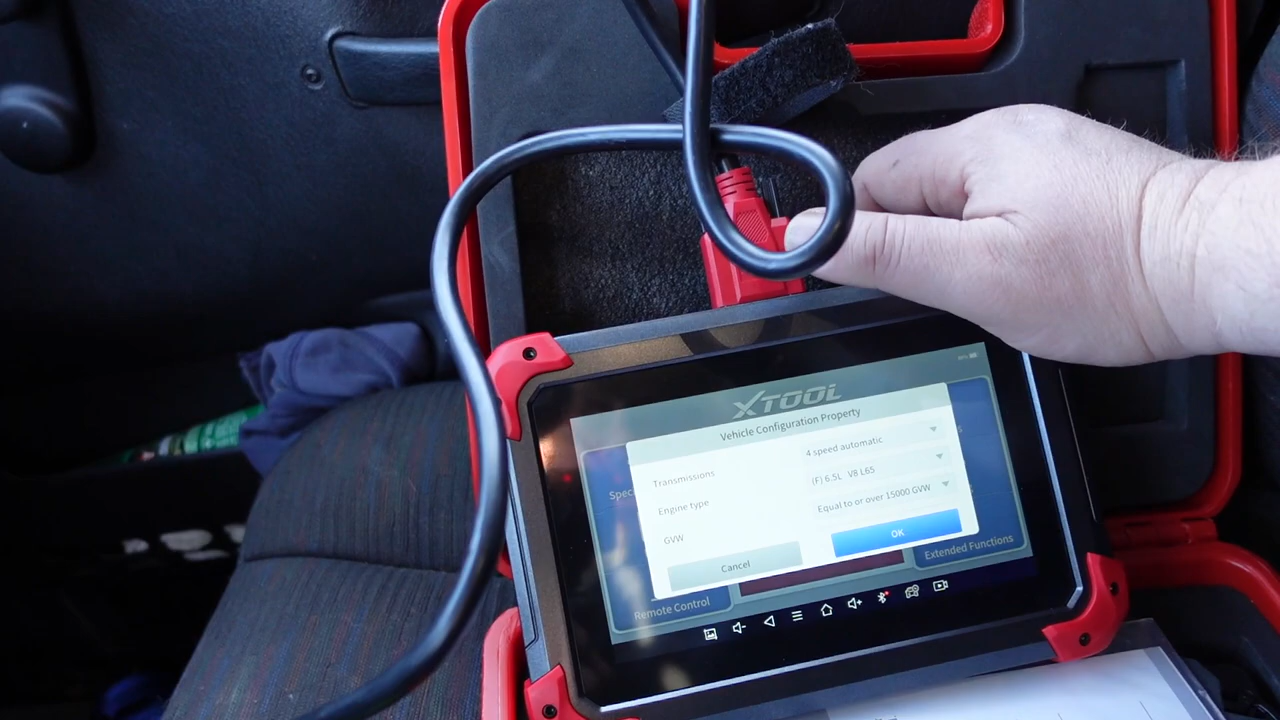 XTOOL
Vehicle Configuration Property
Transmissions 4 speed automatic
Engine type (F) 6.5L V8 L65
GVW Equal to or over 15000 GVW
Cancel OK
Spec
Remote Control Extended Functions